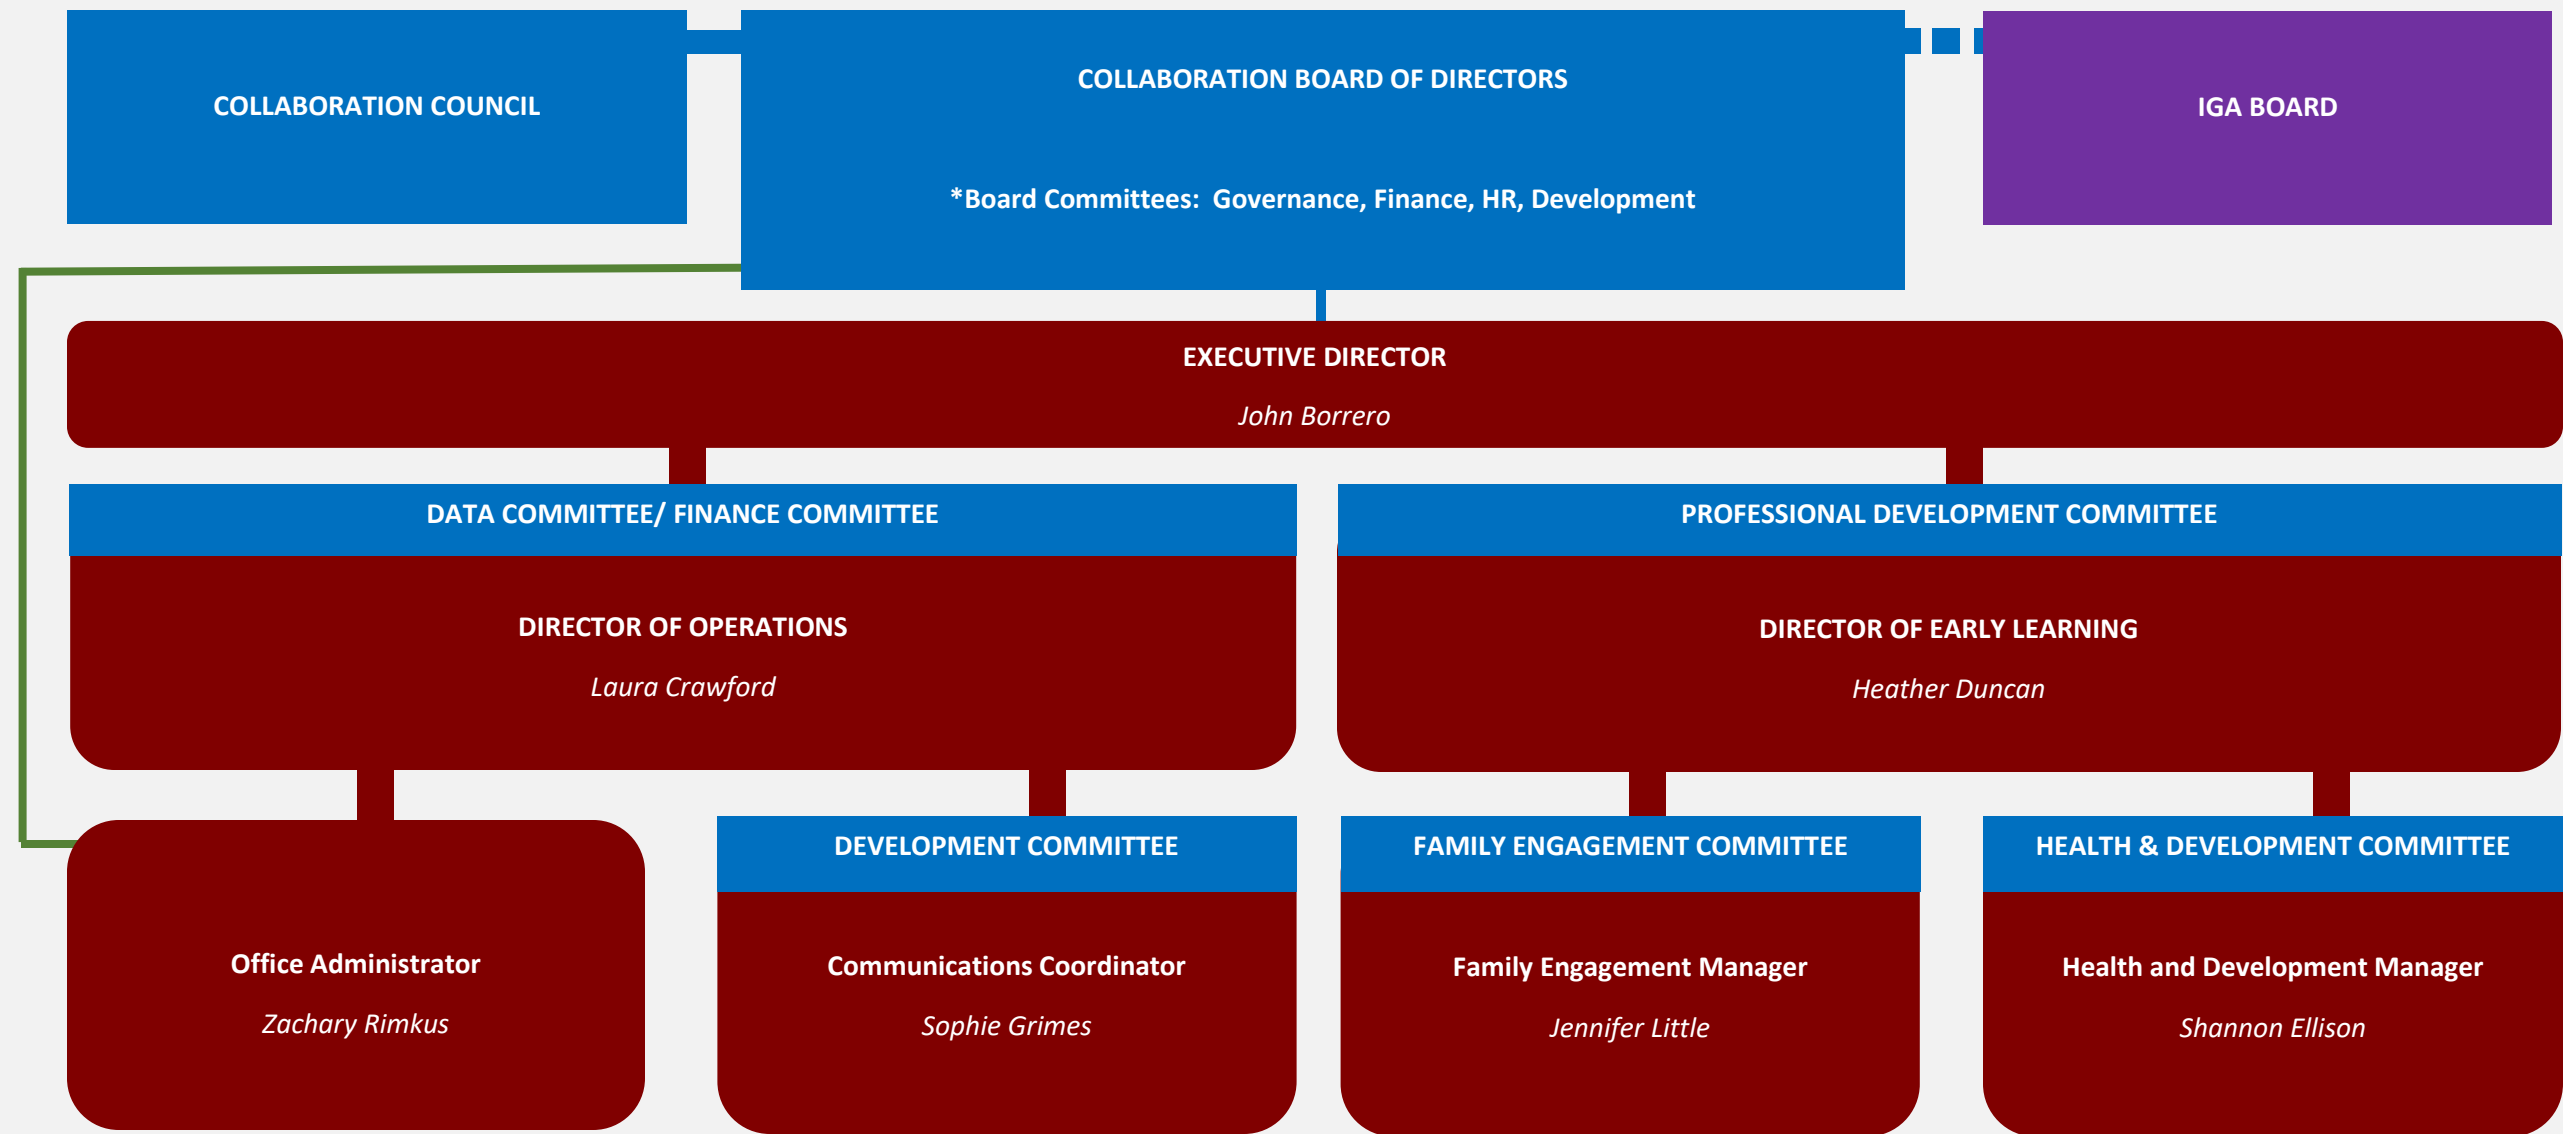 COLLABORATION COUNCIL
COLLABORATION BOARD OF DIRECTORS
*Board Committees:  Governance, Finance, HR, Development
IGA BOARD
EXECUTIVE DIRECTOR
John Borrero
DATA COMMITTEE/ FINANCE COMMITTEE
DIRECTOR OF OPERATIONS
Laura Crawford
PROFESSIONAL DEVELOPMENT COMMITTEE
DIRECTOR OF EARLY LEARNING
Heather Duncan
Office Administrator
Zachary Rimkus
DEVELOPMENT COMMITTEE
Communications Coordinator
Sophie Grimes
FAMILY ENGAGEMENT COMMITTEE
Family Engagement Manager
Jennifer Little
HEALTH & DEVELOPMENT COMMITTEE
Health and Development Manager
Shannon Ellison